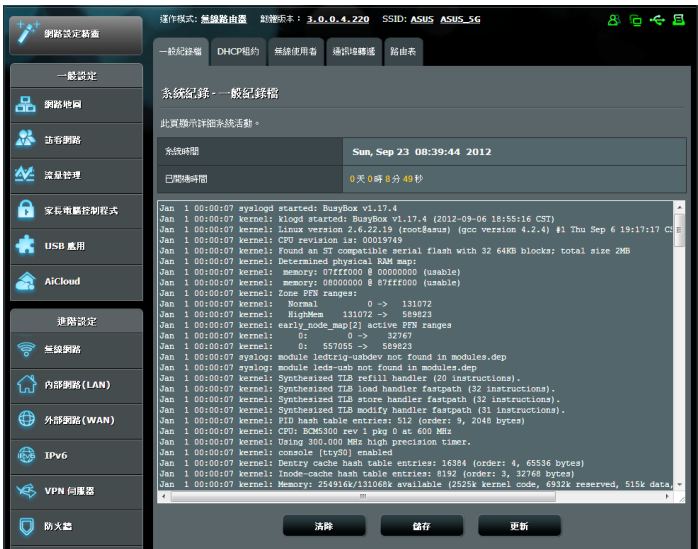 網路設定精靈
運作模式: 無線路由器 韌體版本: 3.0.0.4.220 SSID: ASUS ASUS_5G
一般紀錄檔 DHCP租約 無線使用者 通訊埠轉遞 路由表
一般設定
網路地圖
訪客網路
流量管理
家長電腦控制程式
USB 應用
AiCloud
進階設定
無線網路
內部網路(LAN)
外部網路(WAN)
IPv6
VPN 伺服器
防火牆
系統紀錄 - 一般紀錄檔
此頁顯示詳細系統活動。
系統時間 Sun, Sep 23 08:39:44 2012
已開機時間 0 天 0 時 8 分 49 秒
Jan 1 00:00:07 syslogd started: BusyBox v1.17.4
Jan 1 00:00:07 kernel: klogd started: BusyBox v1.17.4 (2012-09-06 18:55:16 CST)
Jan 1 00:00:07 kernel: Linux version 2.6.22.19 (root@asus) (gcc version 4.2.4) #1 Thu Sep 6 19:17:17 CS
Jan 1 00:00:07 kernel: CPU revision is: 00019749
Jan 1 00:00:07 kernel: Found an ST compatible serial flash with 32 64KB blocks; total size 2MB
Jan 1 00:00:07 kernel: Determined physical RAM map:
Jan 1 00:00:07 kernel: memory: 07fff000 @ 00000000 (usable)
Jan 1 00:00:07 kernel: memory: 08000000 @ 87fff000 (usable)
Jan 1 00:00:07 kernel: Zone PFN ranges:
Jan 1 00:00:07 kernel: Normal 0 -> 131072
Jan 1 00:00:07 kernel: HighMem 131072 -> 589823
Jan 1 00:00:07 kernel: early_node_map[2] active PFN ranges
Jan 1 00:00:07 kernel: 0: 0 -> 32767
Jan 1 00:00:07 kernel: 0: 557055 -> 589823
Jan 1 00:00:07 syslog: module ledtrig-usbdev not found in modules.dep
Jan 1 00:00:07 syslog: module leds-usb not found in modules.dep
Jan 1 00:00:07 kernel: Synthesized TLB refill handler (20 instructions).
Jan 1 00:00:07 kernel: Synthesized TLB load handler fastpath (32 instructions).
Jan 1 00:00:07 kernel: Synthesized TLB store handler fastpath (32 instructions).
Jan 1 00:00:07 kernel: Synthesized TLB modify handler fastpath (31 instructions).
Jan 1 00:00:07 kernel: PID hash table entries: 512 (order: 9, 2048 bytes)
Jan 1 00:00:07 kernel: CPU: BCM5300 rev 1 pkg 0 at 600 MHz
Jan 1 00:00:07 kernel: Using 300.000 MHz high precision timer.
Jan 1 00:00:07 kernel: console [ttyS0] enabled
Jan 1 00:00:07 kernel: Dentry cache hash table entries: 16384 (order: 4, 65536 bytes)
Jan 1 00:00:07 kernel: Inode-cache hash table entries: 8192 (order: 3, 32768 bytes)
Jan 1 00:00:07 kernel: Memory: 254916k/131068k available (2525k kernel code, 6932k reserved, 515k data,
清除 儲存 更新